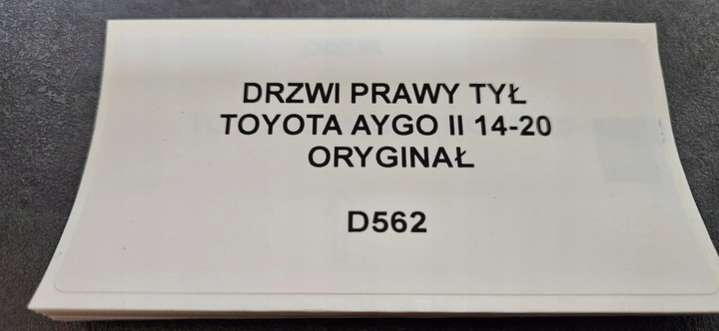 DRZWI PRAWY TYŁ
TOYOTA AYGO II 14-20
ORYGINAŁ
D562